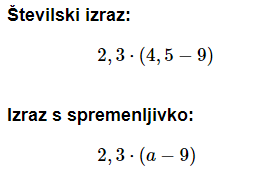 Številski izraz:
2,3 · (4,5 − 9)
Izraz s spremenljivko:
2,3 · (a − 9)